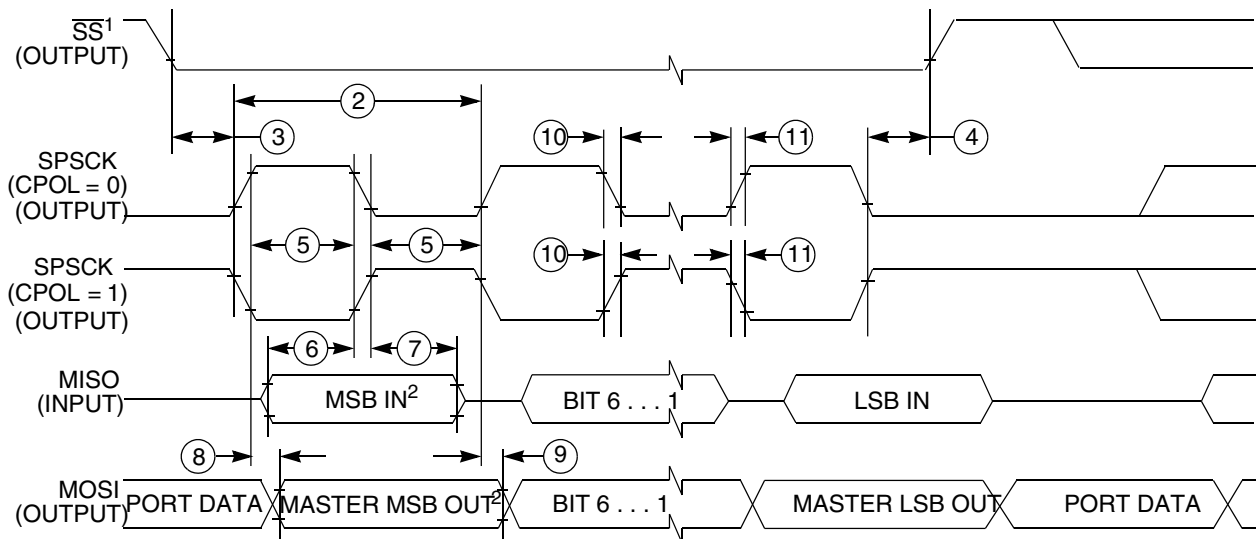 SS¹
(OUTPUT)
2
3
10
11
4
SPSCK
(CPOL = 0)
(OUTPUT)
5
5
SPSCK
(CPOL = 1)
(OUTPUT)
10
11
6
7
MISO
(INPUT)
MSB IN²
BIT 6 . . . 1
LSB IN
8
9
MOSI
(OUTPUT)
PORT DATA
MASTER MSB OUT²
BIT 6 . . . 1
MASTER LSB OUT
PORT DATA